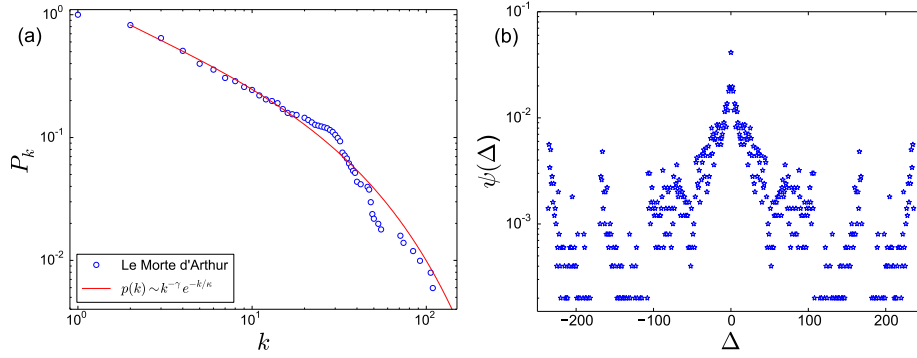 (a)
10^0
10^{-1}
10^{-2}
P_k
Le Morte d'Arthur
p(k) ~ k^{-γ} e^{-k/κ}
10^0
10^1
10^2
k
(b)
10^{-1}
10^{-2}
10^{-3}
ψ(Δ)
−200
−100
0
100
200
Δ